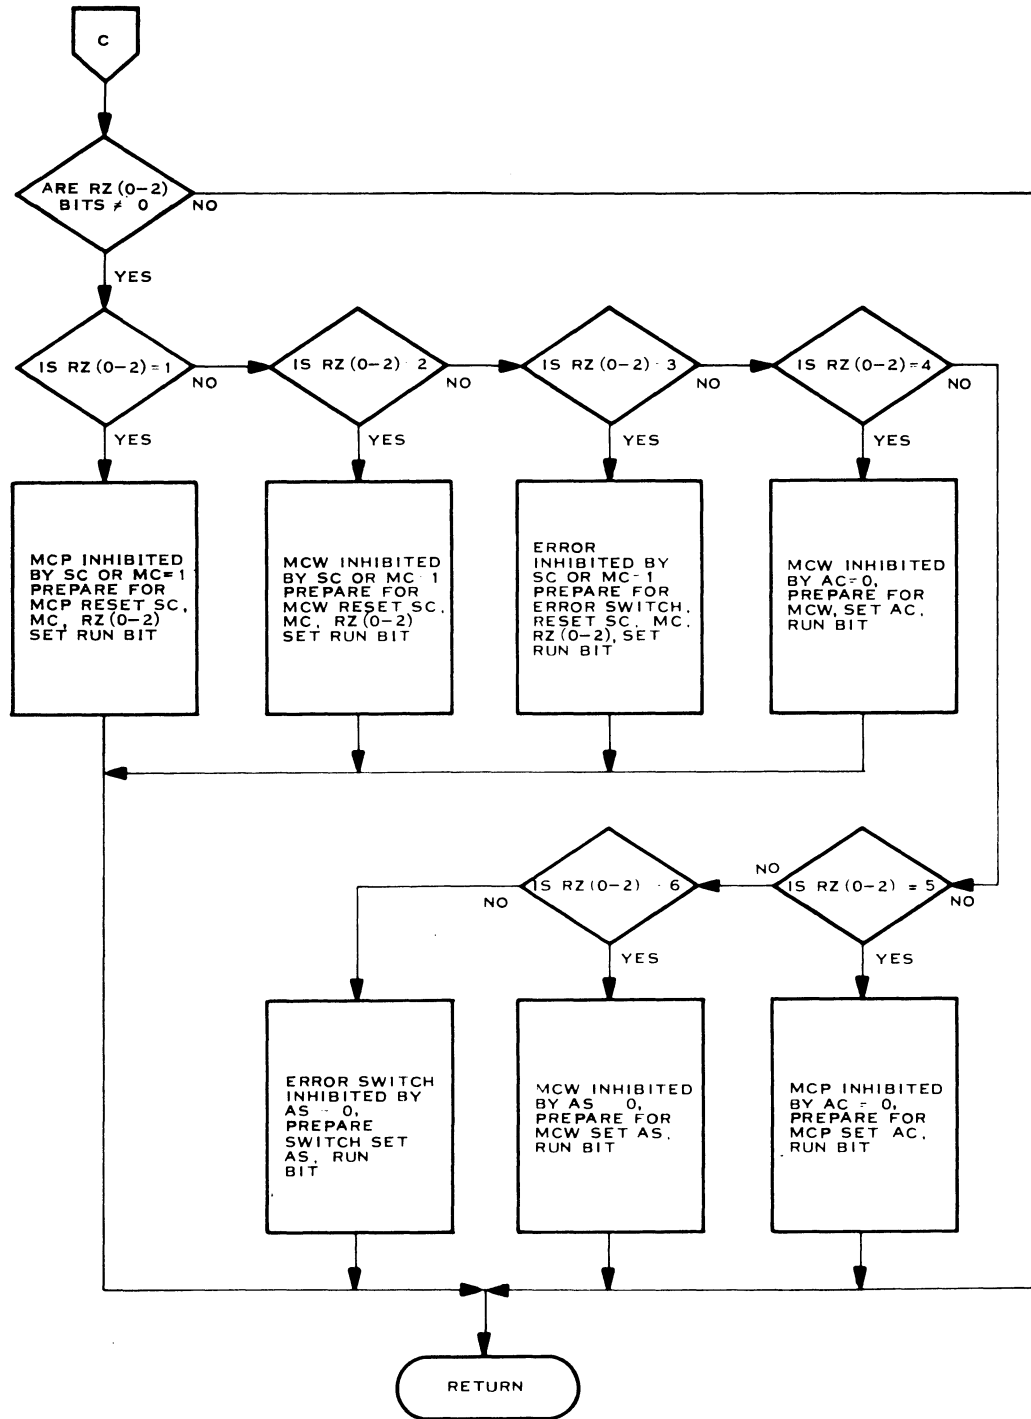 C
ARE RZ (0-2)
BITS ≠ 0
NO
YES
IS RZ (0-2) = 1
NO
IS RZ (0-2) - 2
NO
IS RZ (0-2) - 3
NO
IS RZ (0-2) = 4
YES
YES
YES
YES
MCP INHIBITED
BY SC OR MC=1
PREPARE FOR
MCP RESET SC,
MC, RZ (0-2)
SET RUN BIT
MCW INHIBITED
BY SC OR MC-1
PREPARE FOR
MCW RESET SC,
MC, RZ (0-2)
SET RUN BIT
ERROR
INHIBITED BY
SC OR MC-1
PREPARE FOR
ERROR SWITCH,
RESET SC, MC,
RZ (0-2), SET
RUN BIT
MCW INHIBITED
BY AC=0,
PREPARE FOR
MCW, SET AC,
RUN BIT
NO
IS RZ (0-2) - 6
NO
IS RZ (0-2) = 5
NO
YES
YES
ERROR SWITCH
INHIBITED BY
AS - 0,
PREPARE
SWITCH SET
AS, RUN
BIT
MCW INHIBITED
BY AS 0,
PREPARE FOR
MCW SET AS,
RUN BIT
MCP INHIBITED
BY AC = 0,
PREPARE FOR
MCP SET AC,
RUN BIT
RETURN